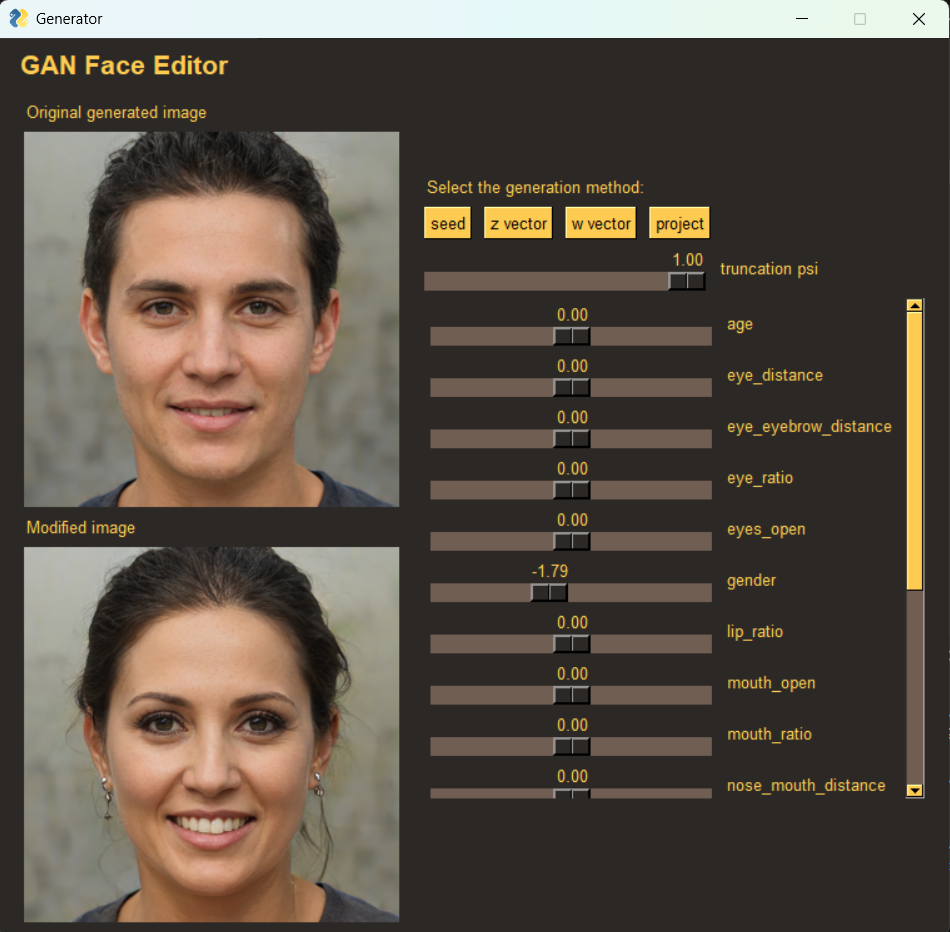 Generator
GAN Face Editor
Original generated image
Select the generation method:
seed z vector w vector project
1.00
truncation psi
0.00
age
0.00
eye_distance
0.00
eye_eyebrow_distance
0.00
eye_ratio
0.00
eyes_open
-1.79
gender
0.00
lip_ratio
0.00
mouth_open
0.00
mouth_ratio
0.00
nose_mouth_distance
Modified image